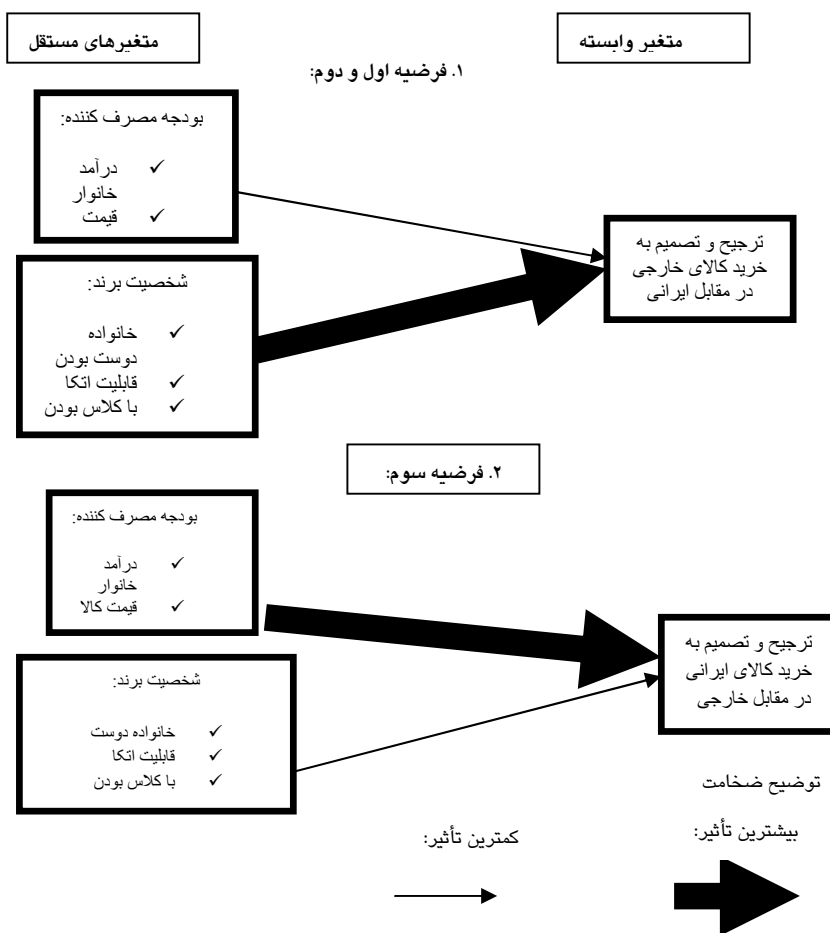 متغیرهای مستقل
متغیر وابسته
۱. فرضیه اول و دوم:
بودجه مصرف کننده:
✓ درآمد
خانوار
✓ قیمت
شخصیت برند:
✓ خانواده
دوست بودن
✓ قابلیت اتکا
✓ با کلاس بودن
ترجیح و تصمیم به
خرید کالای خارجی
در مقابل ایرانی
۲. فرضیه سوم:
بودجه مصرف کننده:
✓ درآمد
خانوار
✓ قیمت کالا
شخصیت برند:
✓ خانواده دوست
✓ قابلیت اتکا
✓ با کلاس بودن
ترجیح و تصمیم به
خرید کالای ایرانی
در مقابل خارجی
توضیح ضخامت
بیشترین تأثیر:
کمترین تأثیر: